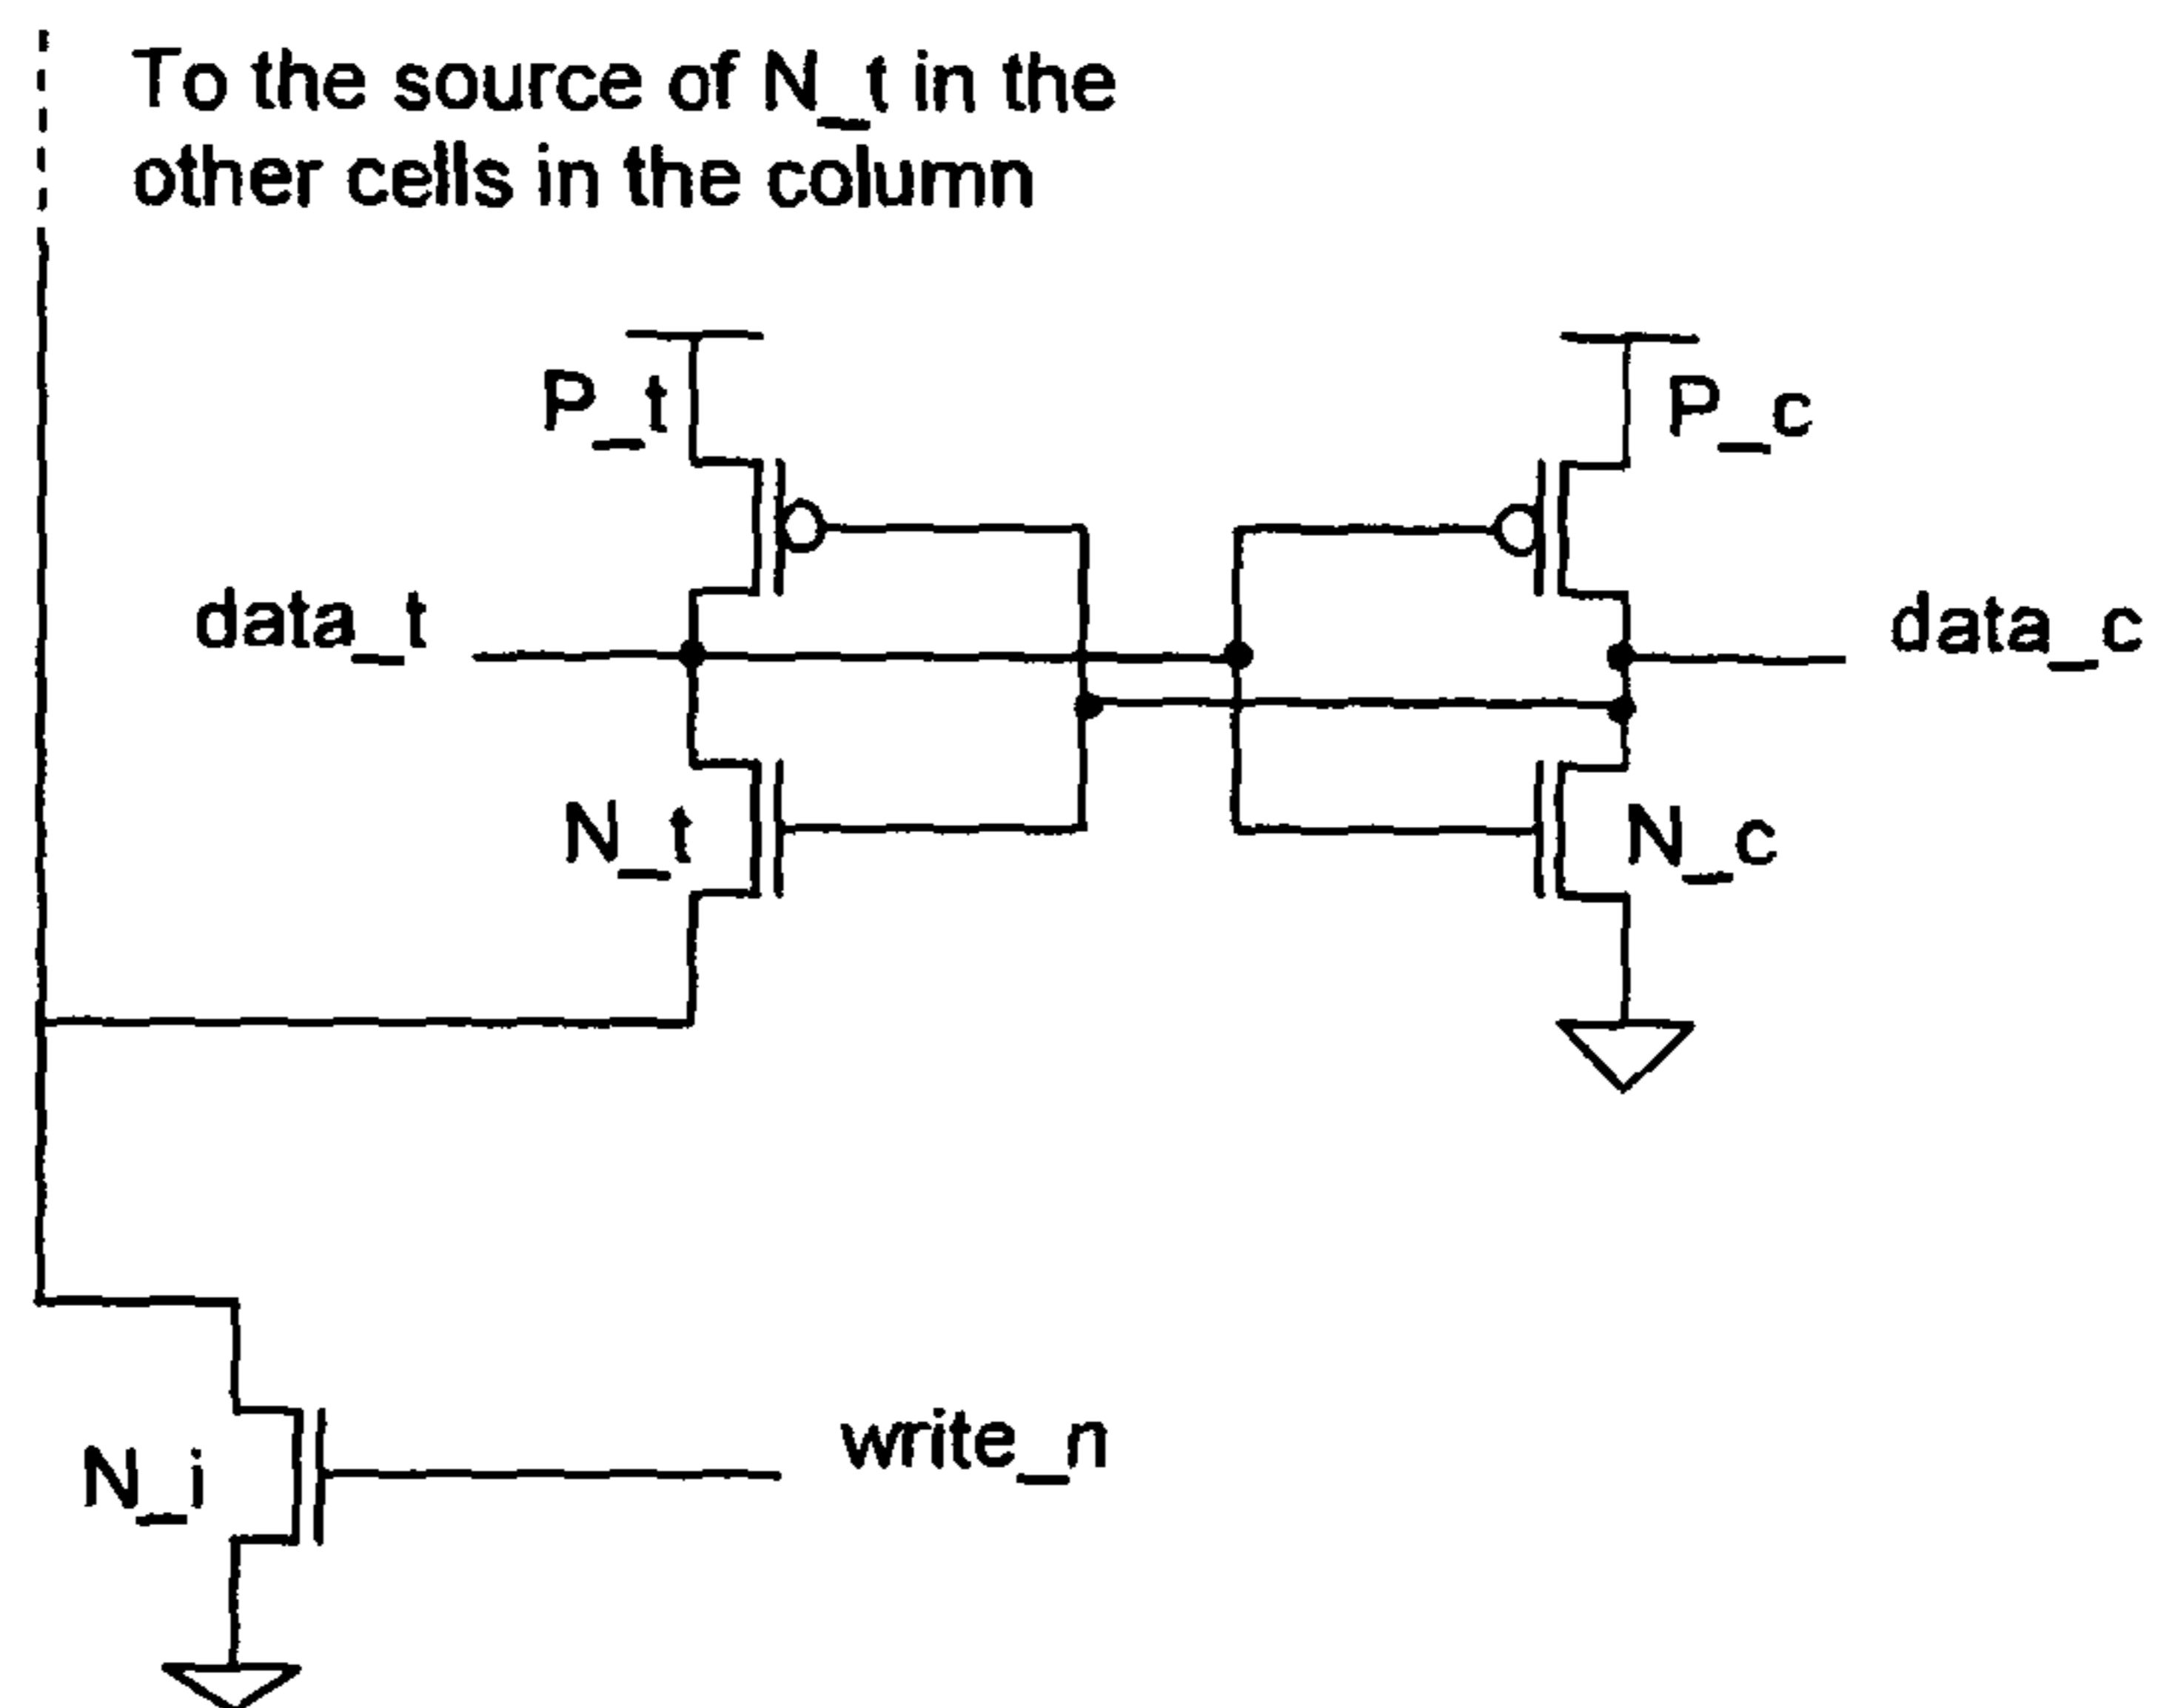 To the source of N_t in the
other cells in the column
P_t
P_c
data_t
data_c
N_t
N_c
write_n
N_i